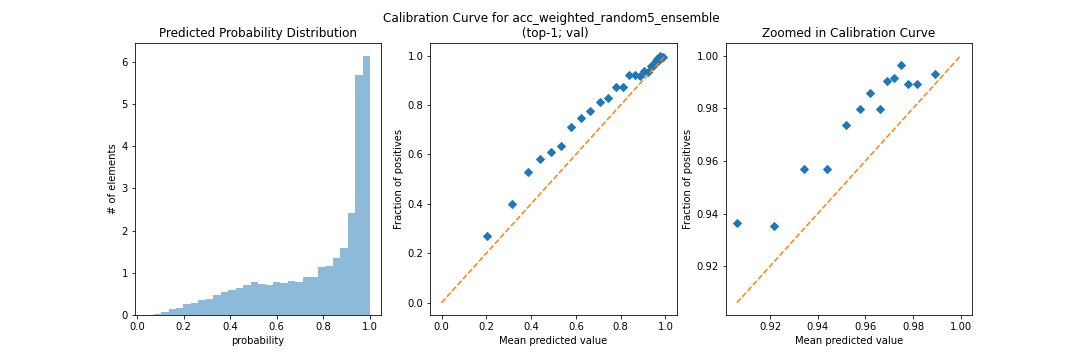 Calibration Curve for acc_weighted_random5_ensemble
(top-1; val)
Predicted Probability Distribution
Zoomed in Calibration Curve
# of elements
6
5
4
3
2
1
0
0.0 0.2 0.4 0.6 0.8 1.0
probability
Fraction of positives
1.0
0.8
0.6
0.4
0.2
0.0
0.0 0.2 0.4 0.6 0.8 1.0
Mean predicted value
Fraction of positives
1.00
0.98
0.96
0.94
0.92
0.92 0.94 0.96 0.98 1.00
Mean predicted value